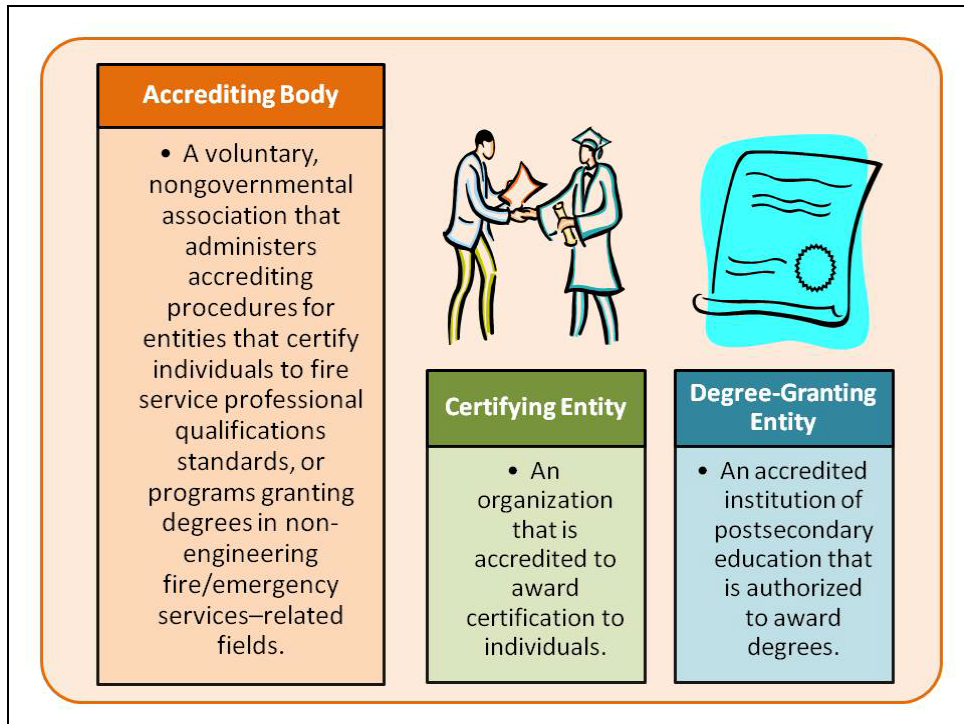 Accrediting Body
• A voluntary,
nongovernmental
association that
administers
accrediting
procedures for
entities that certify
individuals to fire
service professional
qualifications
standards, or
programs granting
degrees in non-
engineering
fire/emergency
services–related
fields.
Certifying Entity
• An
organization
that is
accredited to
award
certification to
individuals.
Degree-Granting
Entity
• An accredited
institution of
postsecondary
education that
is authorized
to award
degrees.